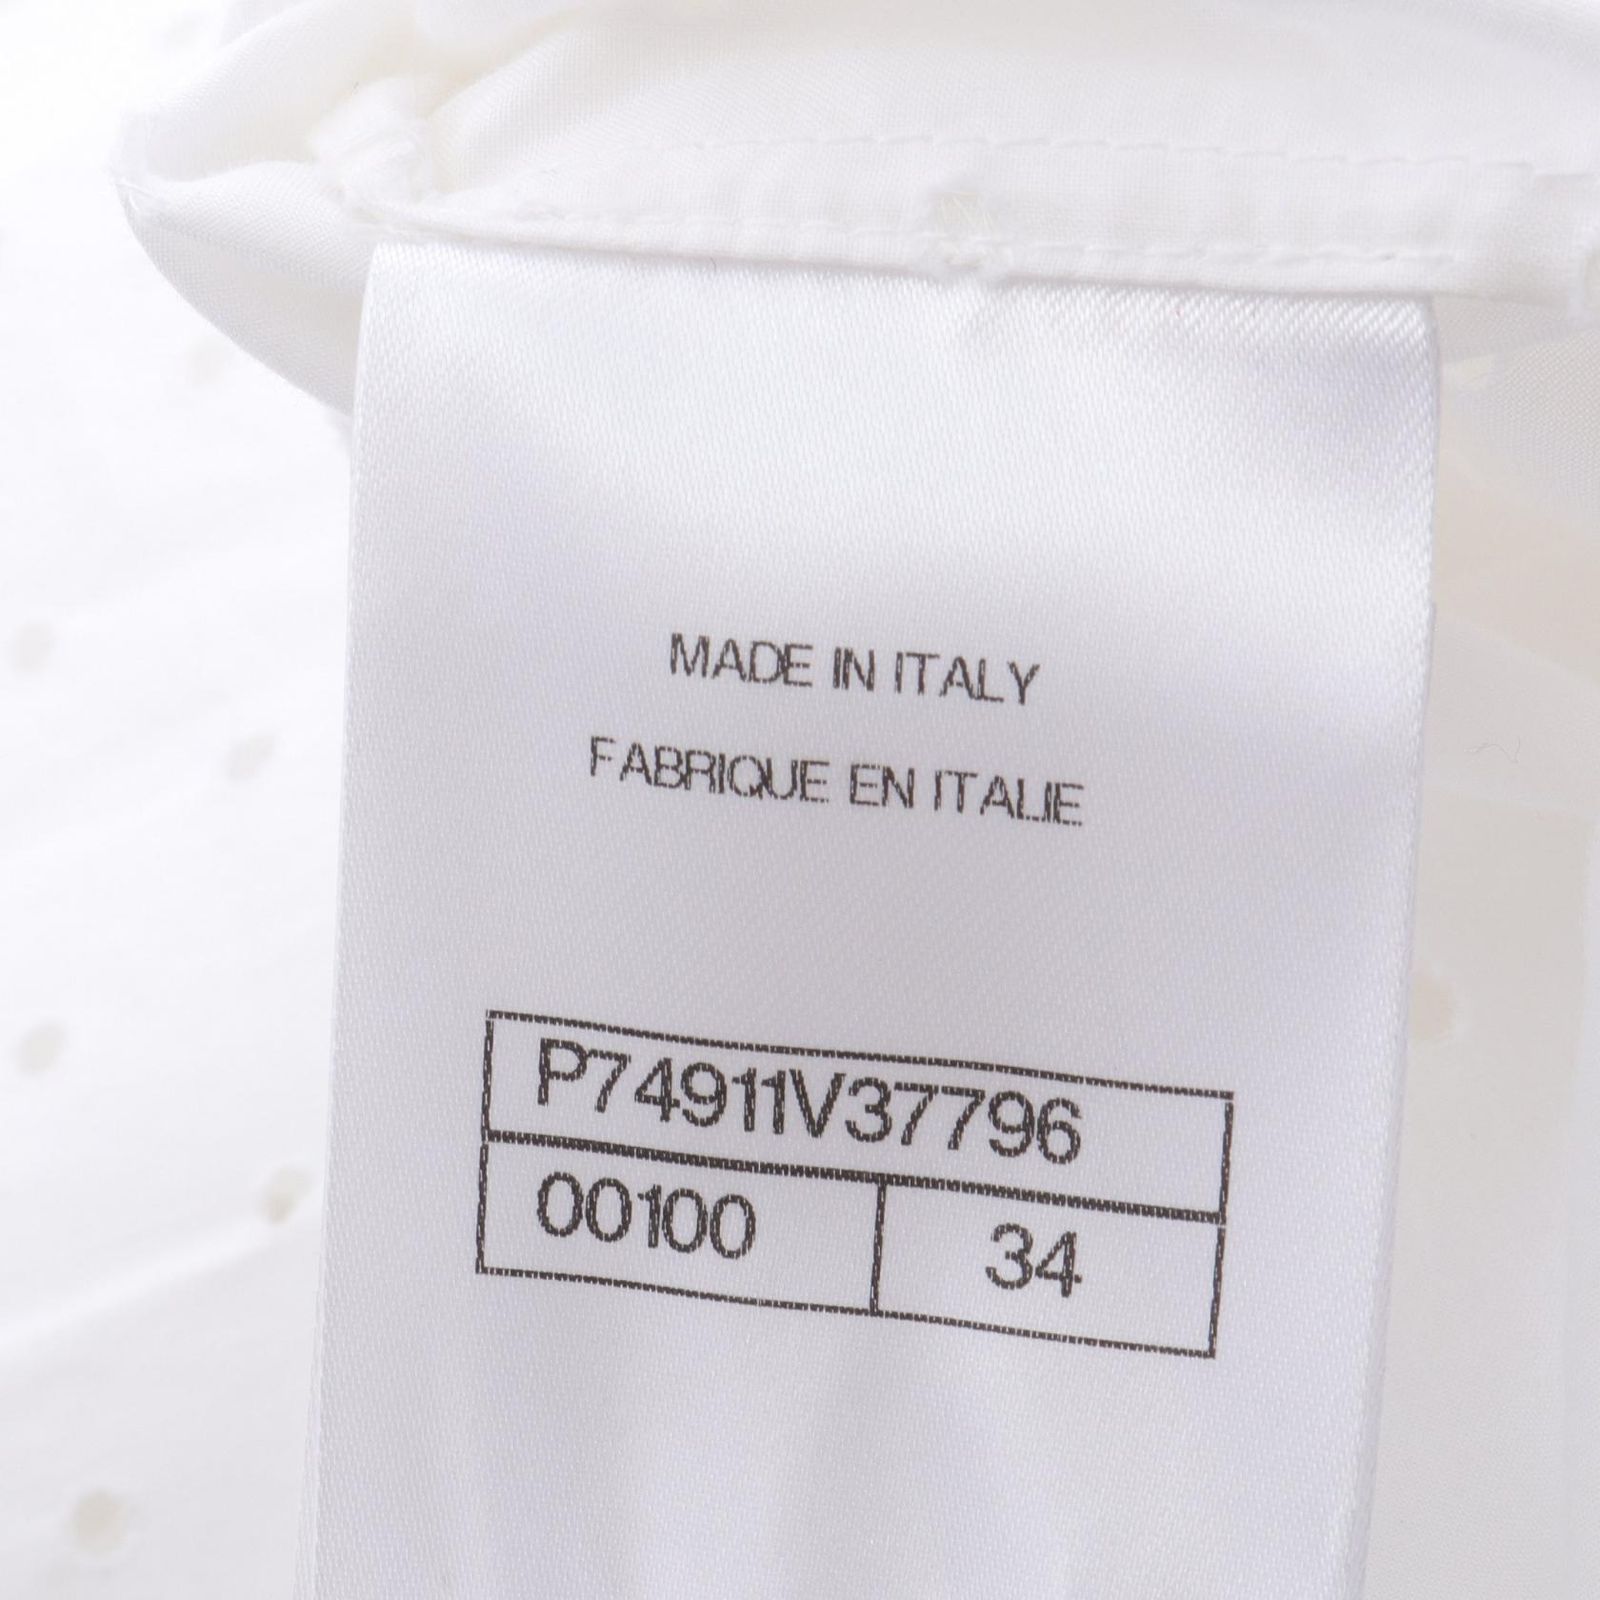 MADE IN ITALY
FABRIQUE EN ITALIE
P74911V37796
00100 34